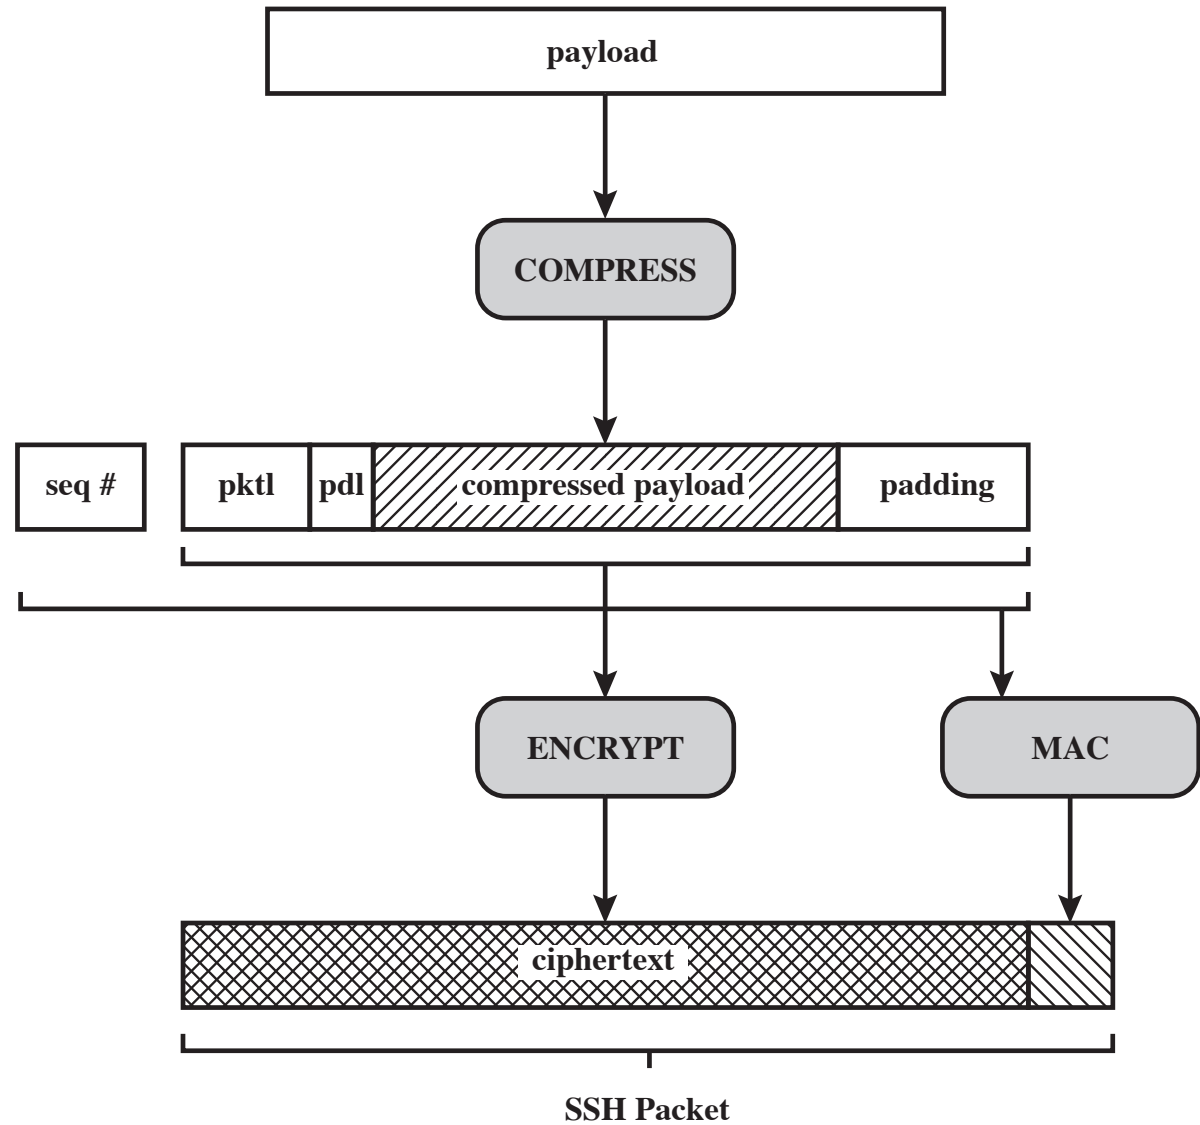 payload
COMPRESS
seq # pktl pdl compressed payload padding
ENCRYPT MAC
ciphertext
SSH Packet